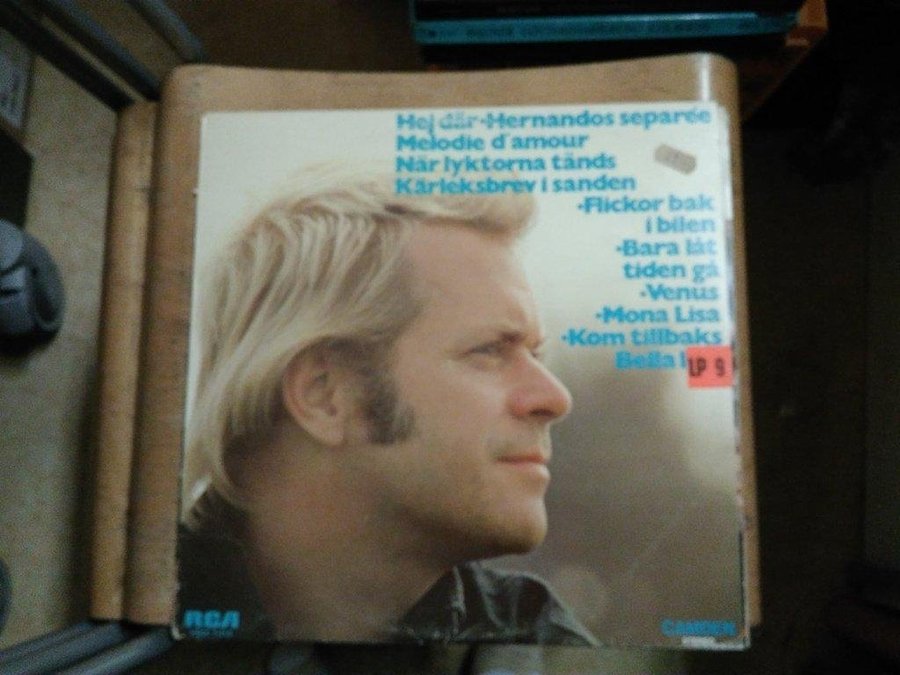 Hej där·Hernandos separée
Melodie d'amour
När lyktorna tänds
Kärleksbrev i sanden
·Flickor bak
i bilen
·Bara låt
tiden gå
·Venus
·Mona Lisa
·Kom tillbaks
Bella
LP 9
RCA
CAMDEN